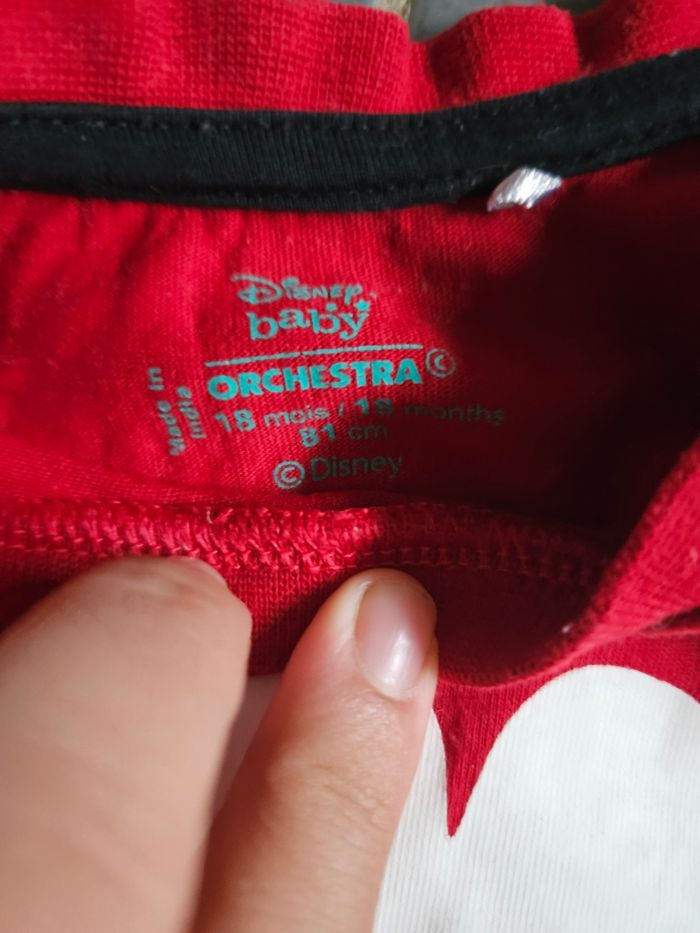 Disney
baby
ORCHESTRA©
18 mois / 18 months
81 cm
© Disney
Made in
India